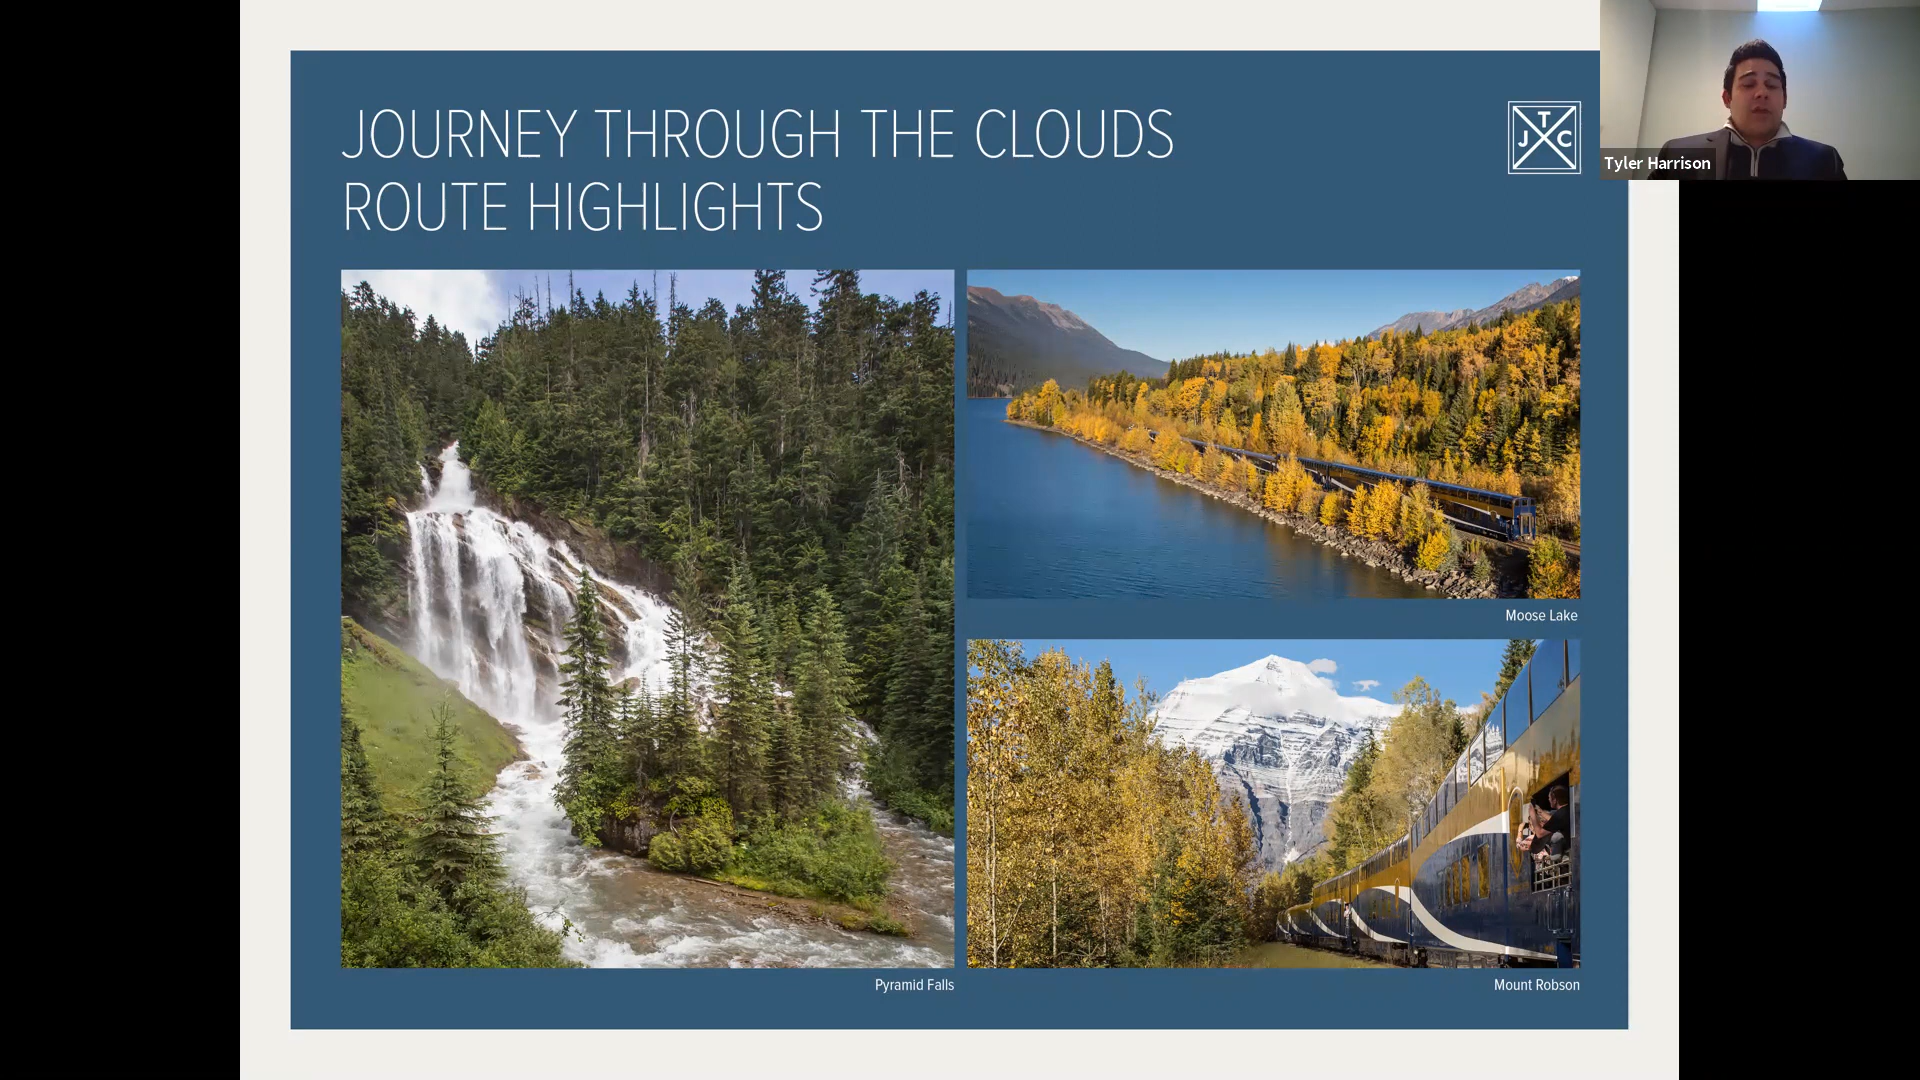 JOURNEY THROUGH THE CLOUDS
ROUTE HIGHLIGHTS
T
J C
Tyler Harrison
Moose Lake
Pyramid Falls
Mount Robson